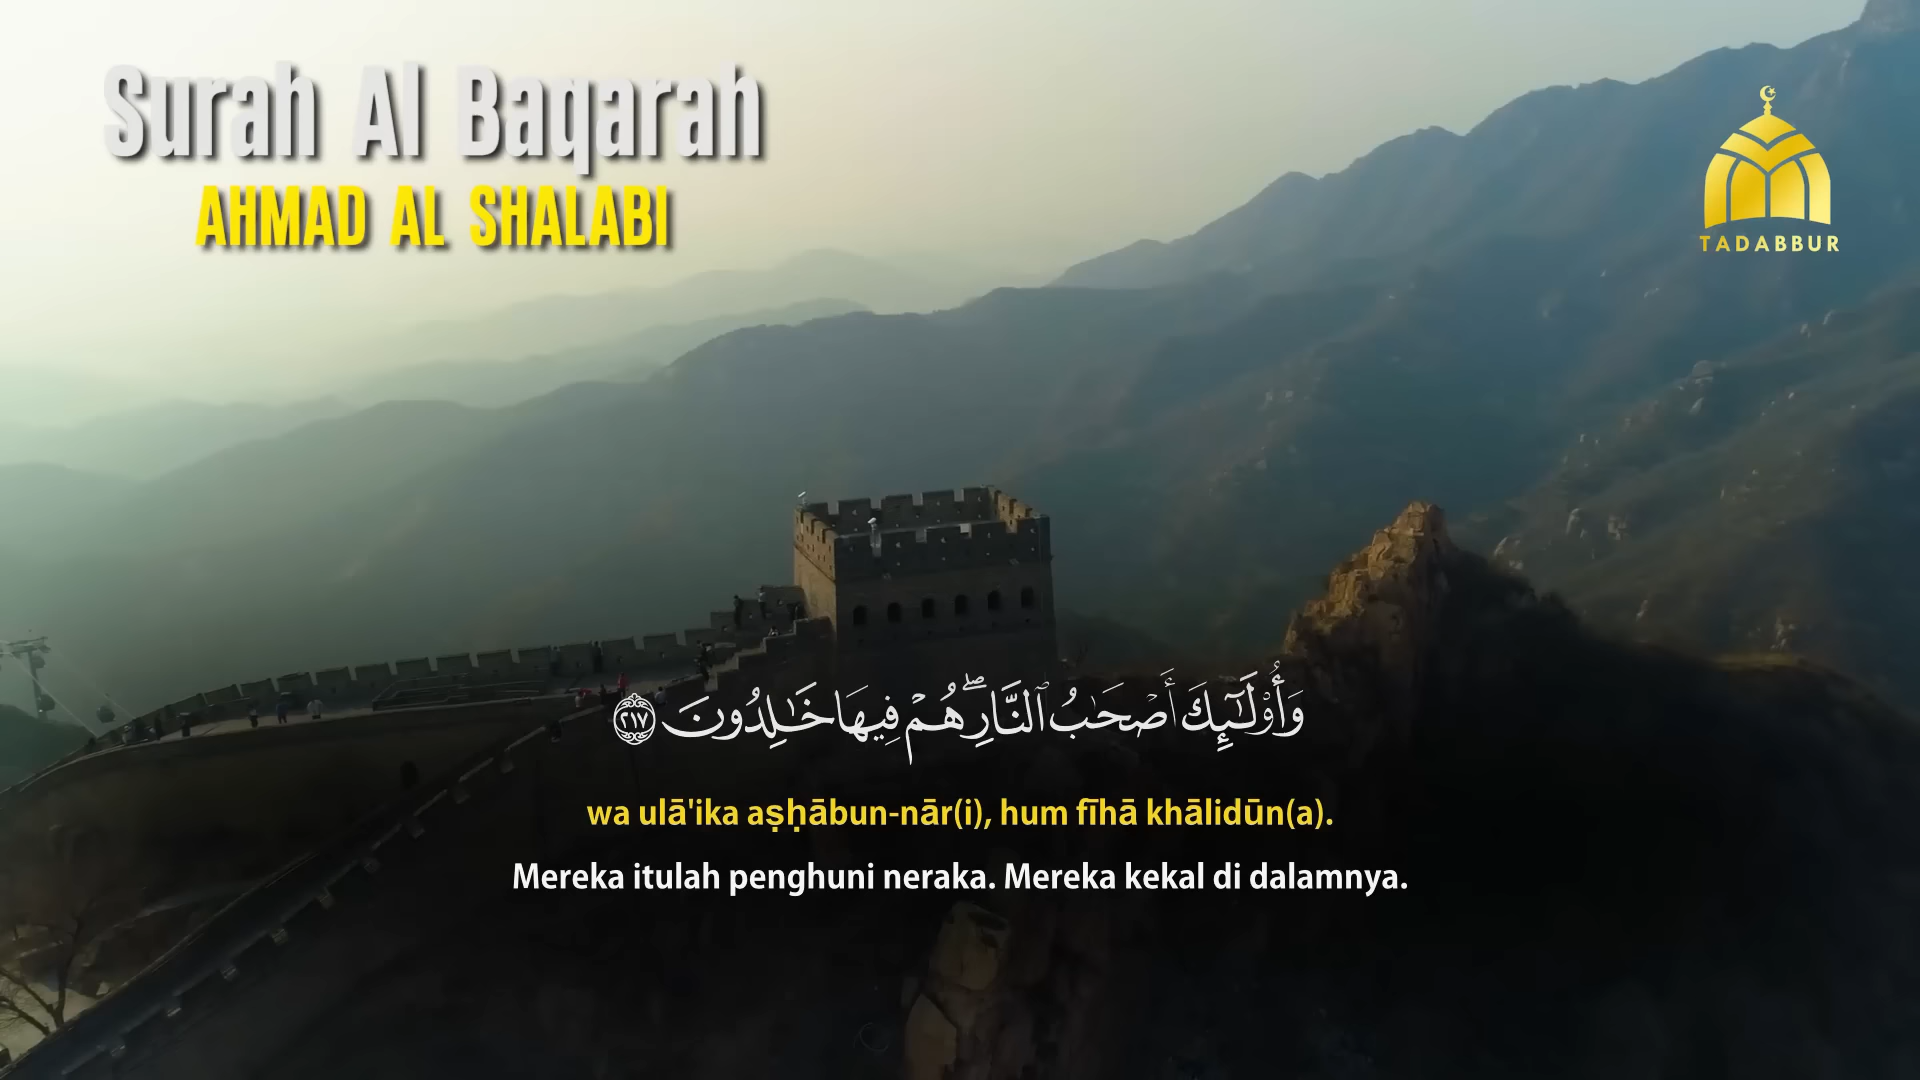 Surah Al Baqarah
AHMAD AL SHALABI
TADABBUR
وَأُو۟لَـٰٓئِكَ أَصْحَـٰبُ ٱلنَّارِ ۖ هُمْ فِيهَا خَـٰلِدُونَ ٢١٧
wa ulā'ika aṣḥābun-nār(i), hum fīhā khālidūn(a).
Mereka itulah penghuni neraka. Mereka kekal di dalamnya.